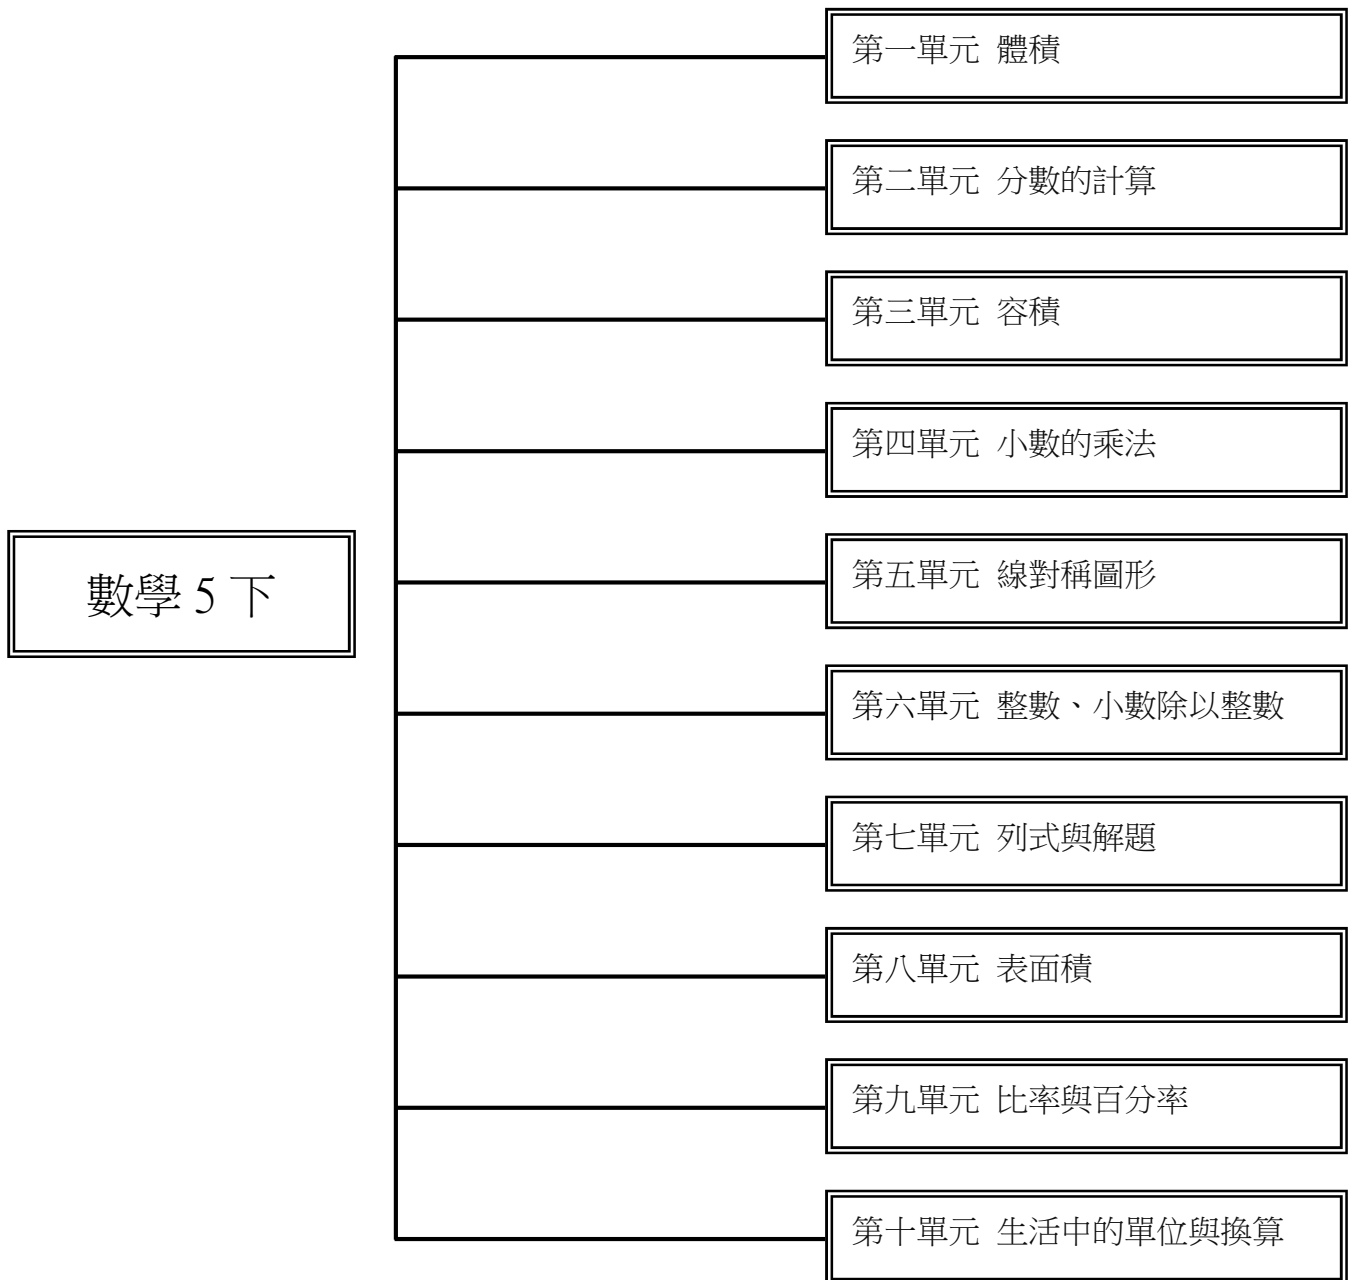 第一單元 體積
第二單元 分數的計算
第三單元 容積
第四單元 小數的乘法
第五單元 線對稱圖形
數學 5 下
第六單元 整數、小數除以整數
第七單元 列式與解題
第八單元 表面積
第九單元 比率與百分率
第十單元 生活中的單位與換算